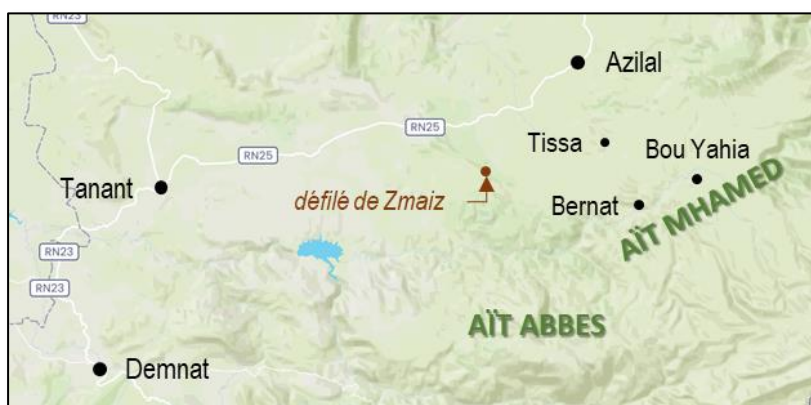 RN23
Azilal
RN25
Tissa
Bou Yahia
RN25
Tanant
défilé de Zmaiz
Bernat
AÏT MHAMED
RN23
RN23
AÏT ABBES
Demnat